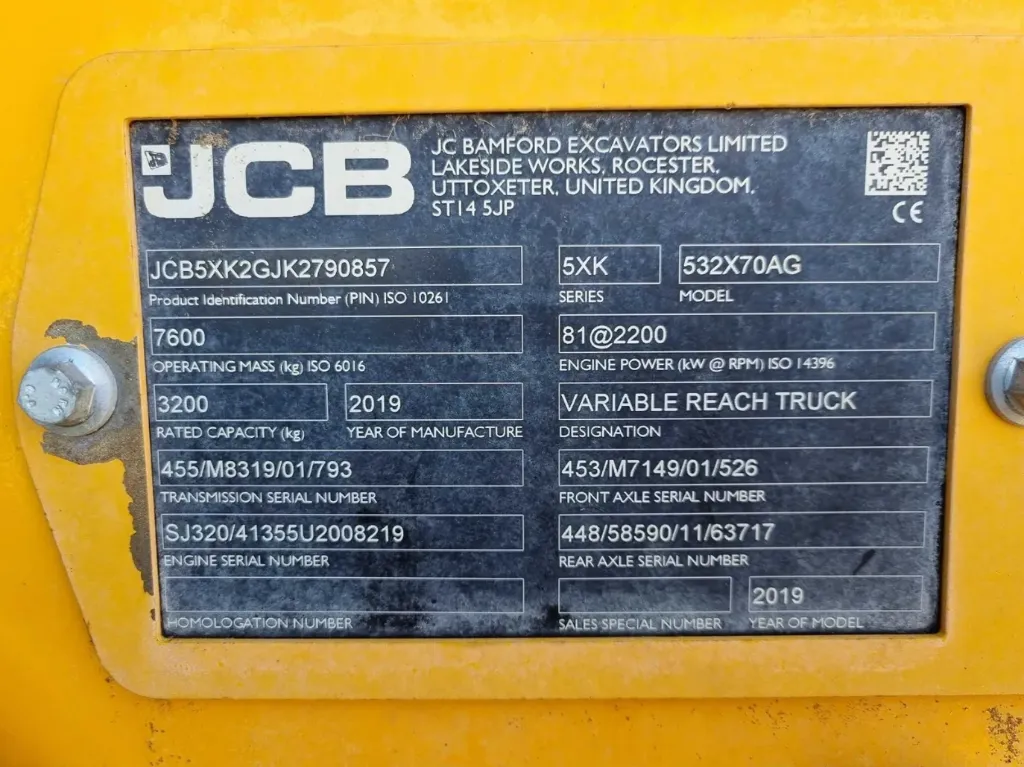 JCB
JC BAMFORD EXCAVATORS LIMITED
LAKESIDE WORKS, ROCESTER,
UTTOXETER, UNITED KINGDOM,
ST14 5JP
CE
JCB5XK2GJK2790857
Product Identification Number (PIN) ISO 10261
5XK
SERIES
532X70AG
MODEL
7600
OPERATING MASS (kg) ISO 6016
81@2200
ENGINE POWER (kW @ RPM) ISO 14396
3200
RATED CAPACITY (kg)
2019
YEAR OF MANUFACTURE
VARIABLE REACH TRUCK
DESIGNATION
455/M8319/01/793
TRANSMISSION SERIAL NUMBER
453/M7149/01/526
FRONT AXLE SERIAL NUMBER
SJ320/41355U2008219
ENGINE SERIAL NUMBER
448/58590/11/63717
REAR AXLE SERIAL NUMBER
HOMOLOGATION NUMBER
SALES SPECIAL NUMBER
2019
YEAR OF MODEL